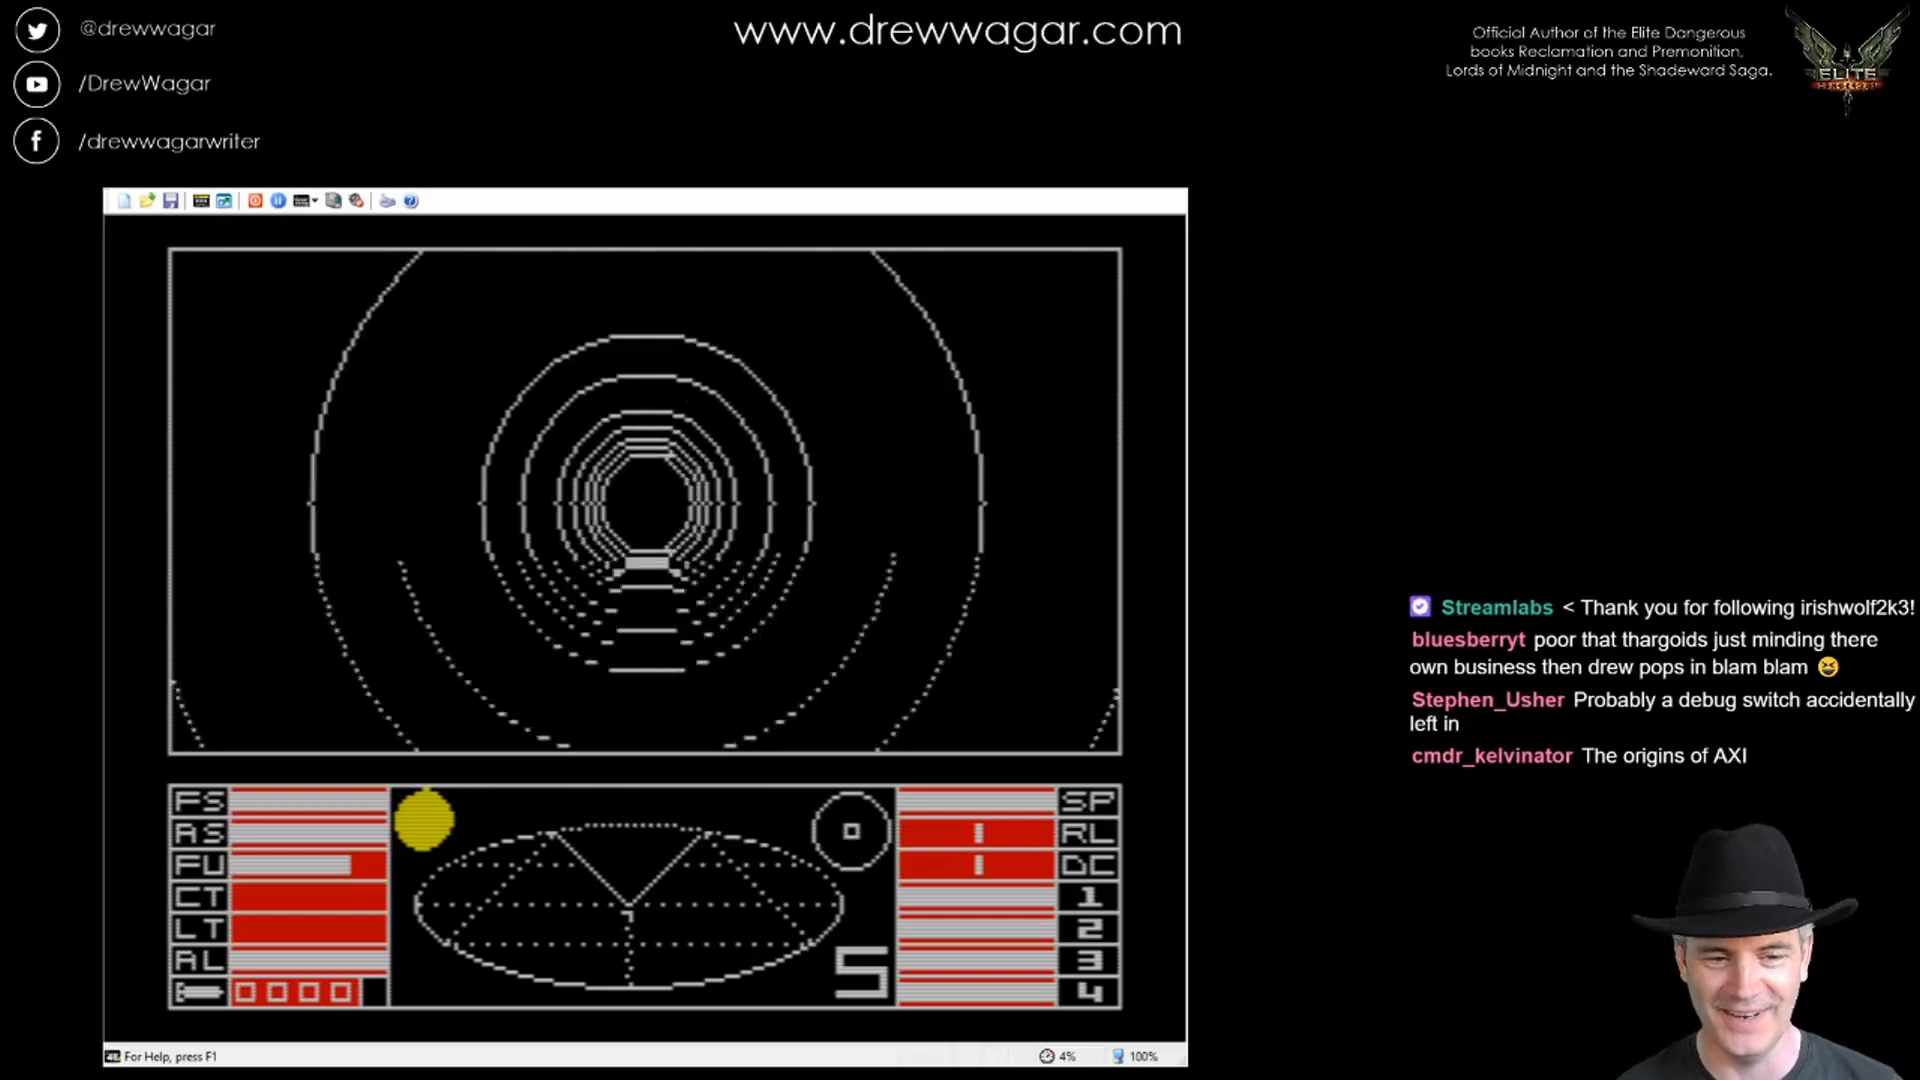 @drewwagar
/DrewWagar
/drewwagarwriter
www.drewwagar.com
Official Author of the Elite Dangerous
books Reclamation and Premonition,
Lords of Midnight and the Shadeward Saga.
ELITE
DANGEROUS
FS
AS
FU
CT
LT
AL
S
SP
RL
DC
1
2
3
4
For Help, press F1
4%
100%
Streamlabs < Thank you for following irishwolf2k3!
bluesberryt poor that thargoids just minding there
own business then drew pops in blam blam 😆
Stephen_Usher Probably a debug switch accidentally
left in
cmdr_kelvinator The origins of AXI